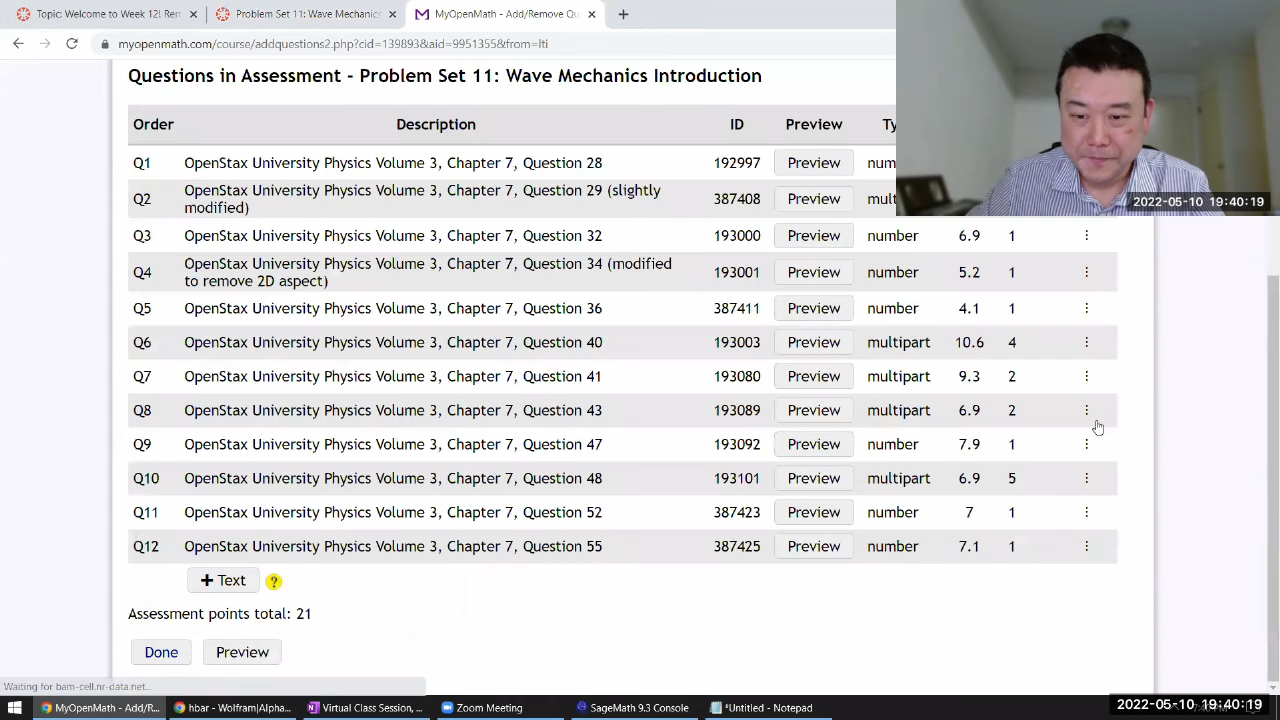 Topic: Welcome to Week 12! Rem
Problem Set 11: Wave Mechanics
MyOpenMath - Add/Remove Qu
myopenmath.com/course/addquestions2.php?cid=139893&aid=9951355&from=lti
Questions in Assessment - Problem Set 11: Wave Mechanics Introduction
Order Description ID Preview Ty
Q1 OpenStax University Physics Volume 3, Chapter 7, Question 28 192997 Preview num
Q2 OpenStax University Physics Volume 3, Chapter 7, Question 29 (slightly modified) 387408 Preview mult
Q3 OpenStax University Physics Volume 3, Chapter 7, Question 32 193000 Preview number 6.9 1
Q4 OpenStax University Physics Volume 3, Chapter 7, Question 34 (modified to remove 2D aspect) 193001 Preview number 5.2 1
Q5 OpenStax University Physics Volume 3, Chapter 7, Question 36 387411 Preview number 4.1 1
Q6 OpenStax University Physics Volume 3, Chapter 7, Question 40 193003 Preview multipart 10.6 4
Q7 OpenStax University Physics Volume 3, Chapter 7, Question 41 193080 Preview multipart 9.3 2
Q8 OpenStax University Physics Volume 3, Chapter 7, Question 43 193089 Preview multipart 6.9 2
Q9 OpenStax University Physics Volume 3, Chapter 7, Question 47 193092 Preview number 7.9 1
Q10 OpenStax University Physics Volume 3, Chapter 7, Question 48 193101 Preview multipart 6.9 5
Q11 OpenStax University Physics Volume 3, Chapter 7, Question 52 387423 Preview number 7 1
Q12 OpenStax University Physics Volume 3, Chapter 7, Question 55 387425 Preview number 7.1 1
+ Text ?
Assessment points total: 21
Done Preview
Waiting for bam-cell.nr-data.net...
MyOpenMath - Add/R...
hbar - Wolfram|Alpha...
Virtual Class Session, ...
Zoom Meeting
SageMath 9.3 Console
*Untitled - Notepad
2022-05-10 19:40:19
2022-05-10 19:40:19